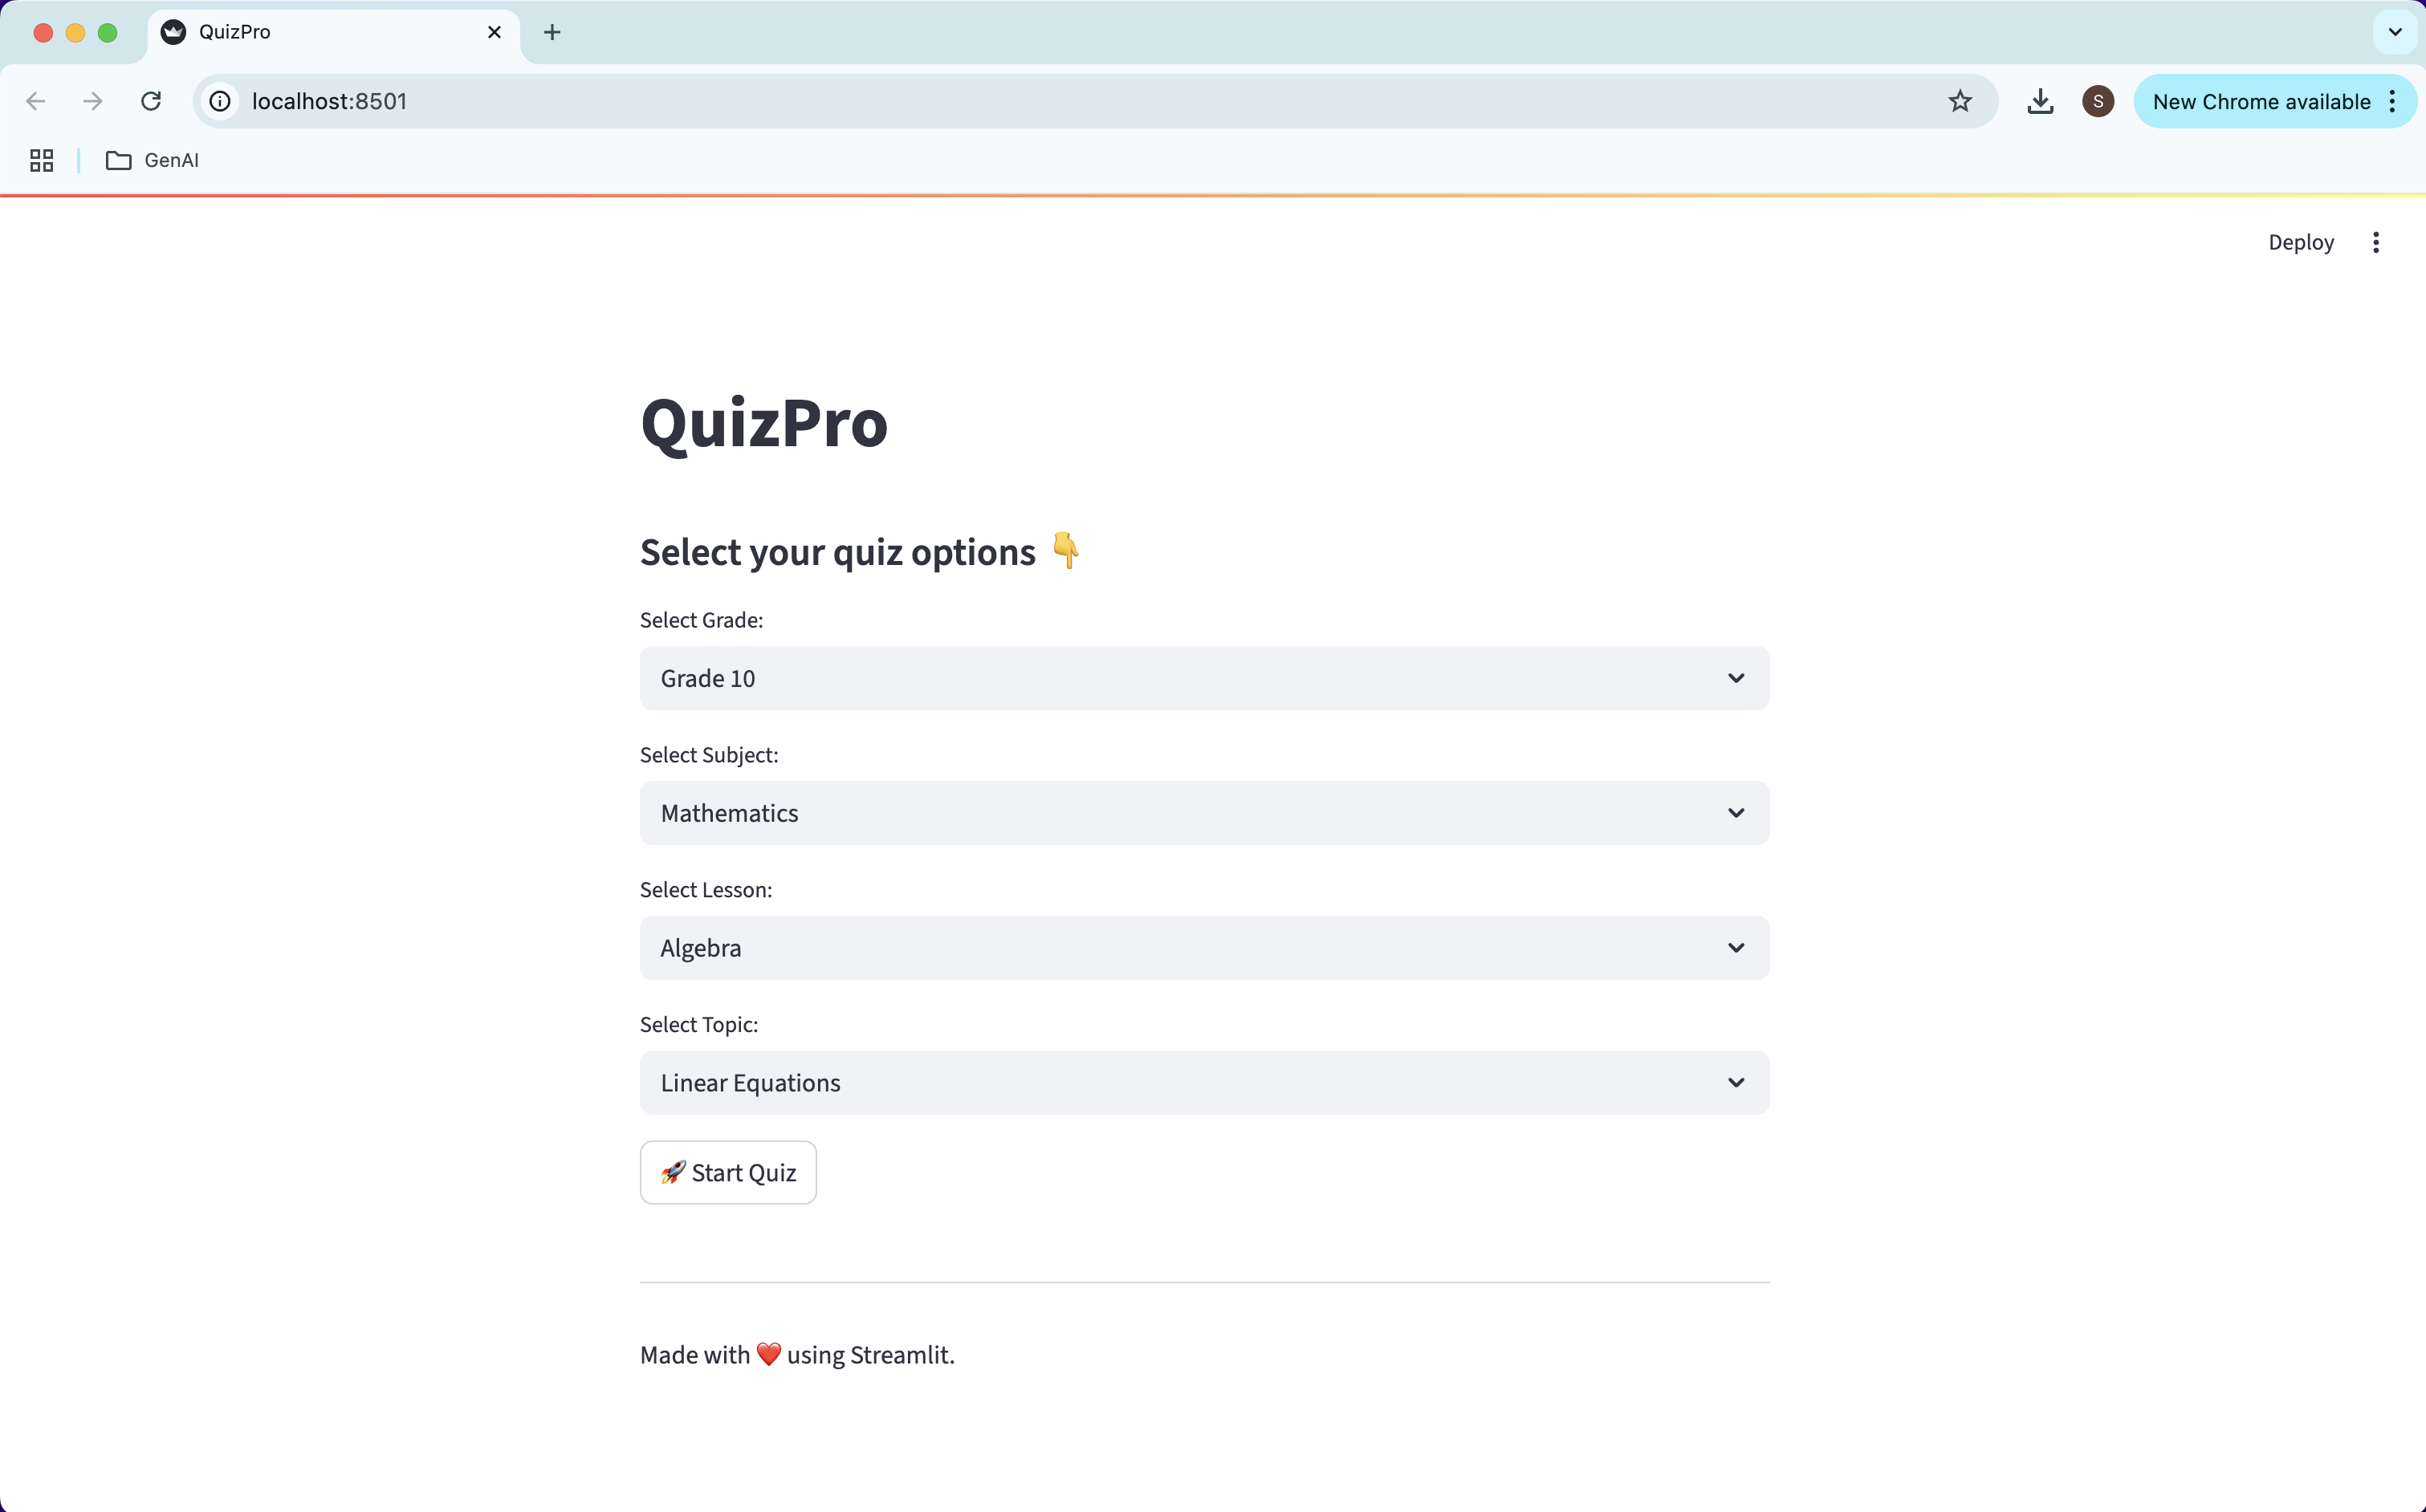 QuizPro
localhost:8501
S
New Chrome available
GenAI
Deploy
QuizPro
Select your quiz options 👇
Select Grade:
Grade 10
Select Subject:
Mathematics
Select Lesson:
Algebra
Select Topic:
Linear Equations
🚀 Start Quiz
Made with ❤️ using Streamlit.